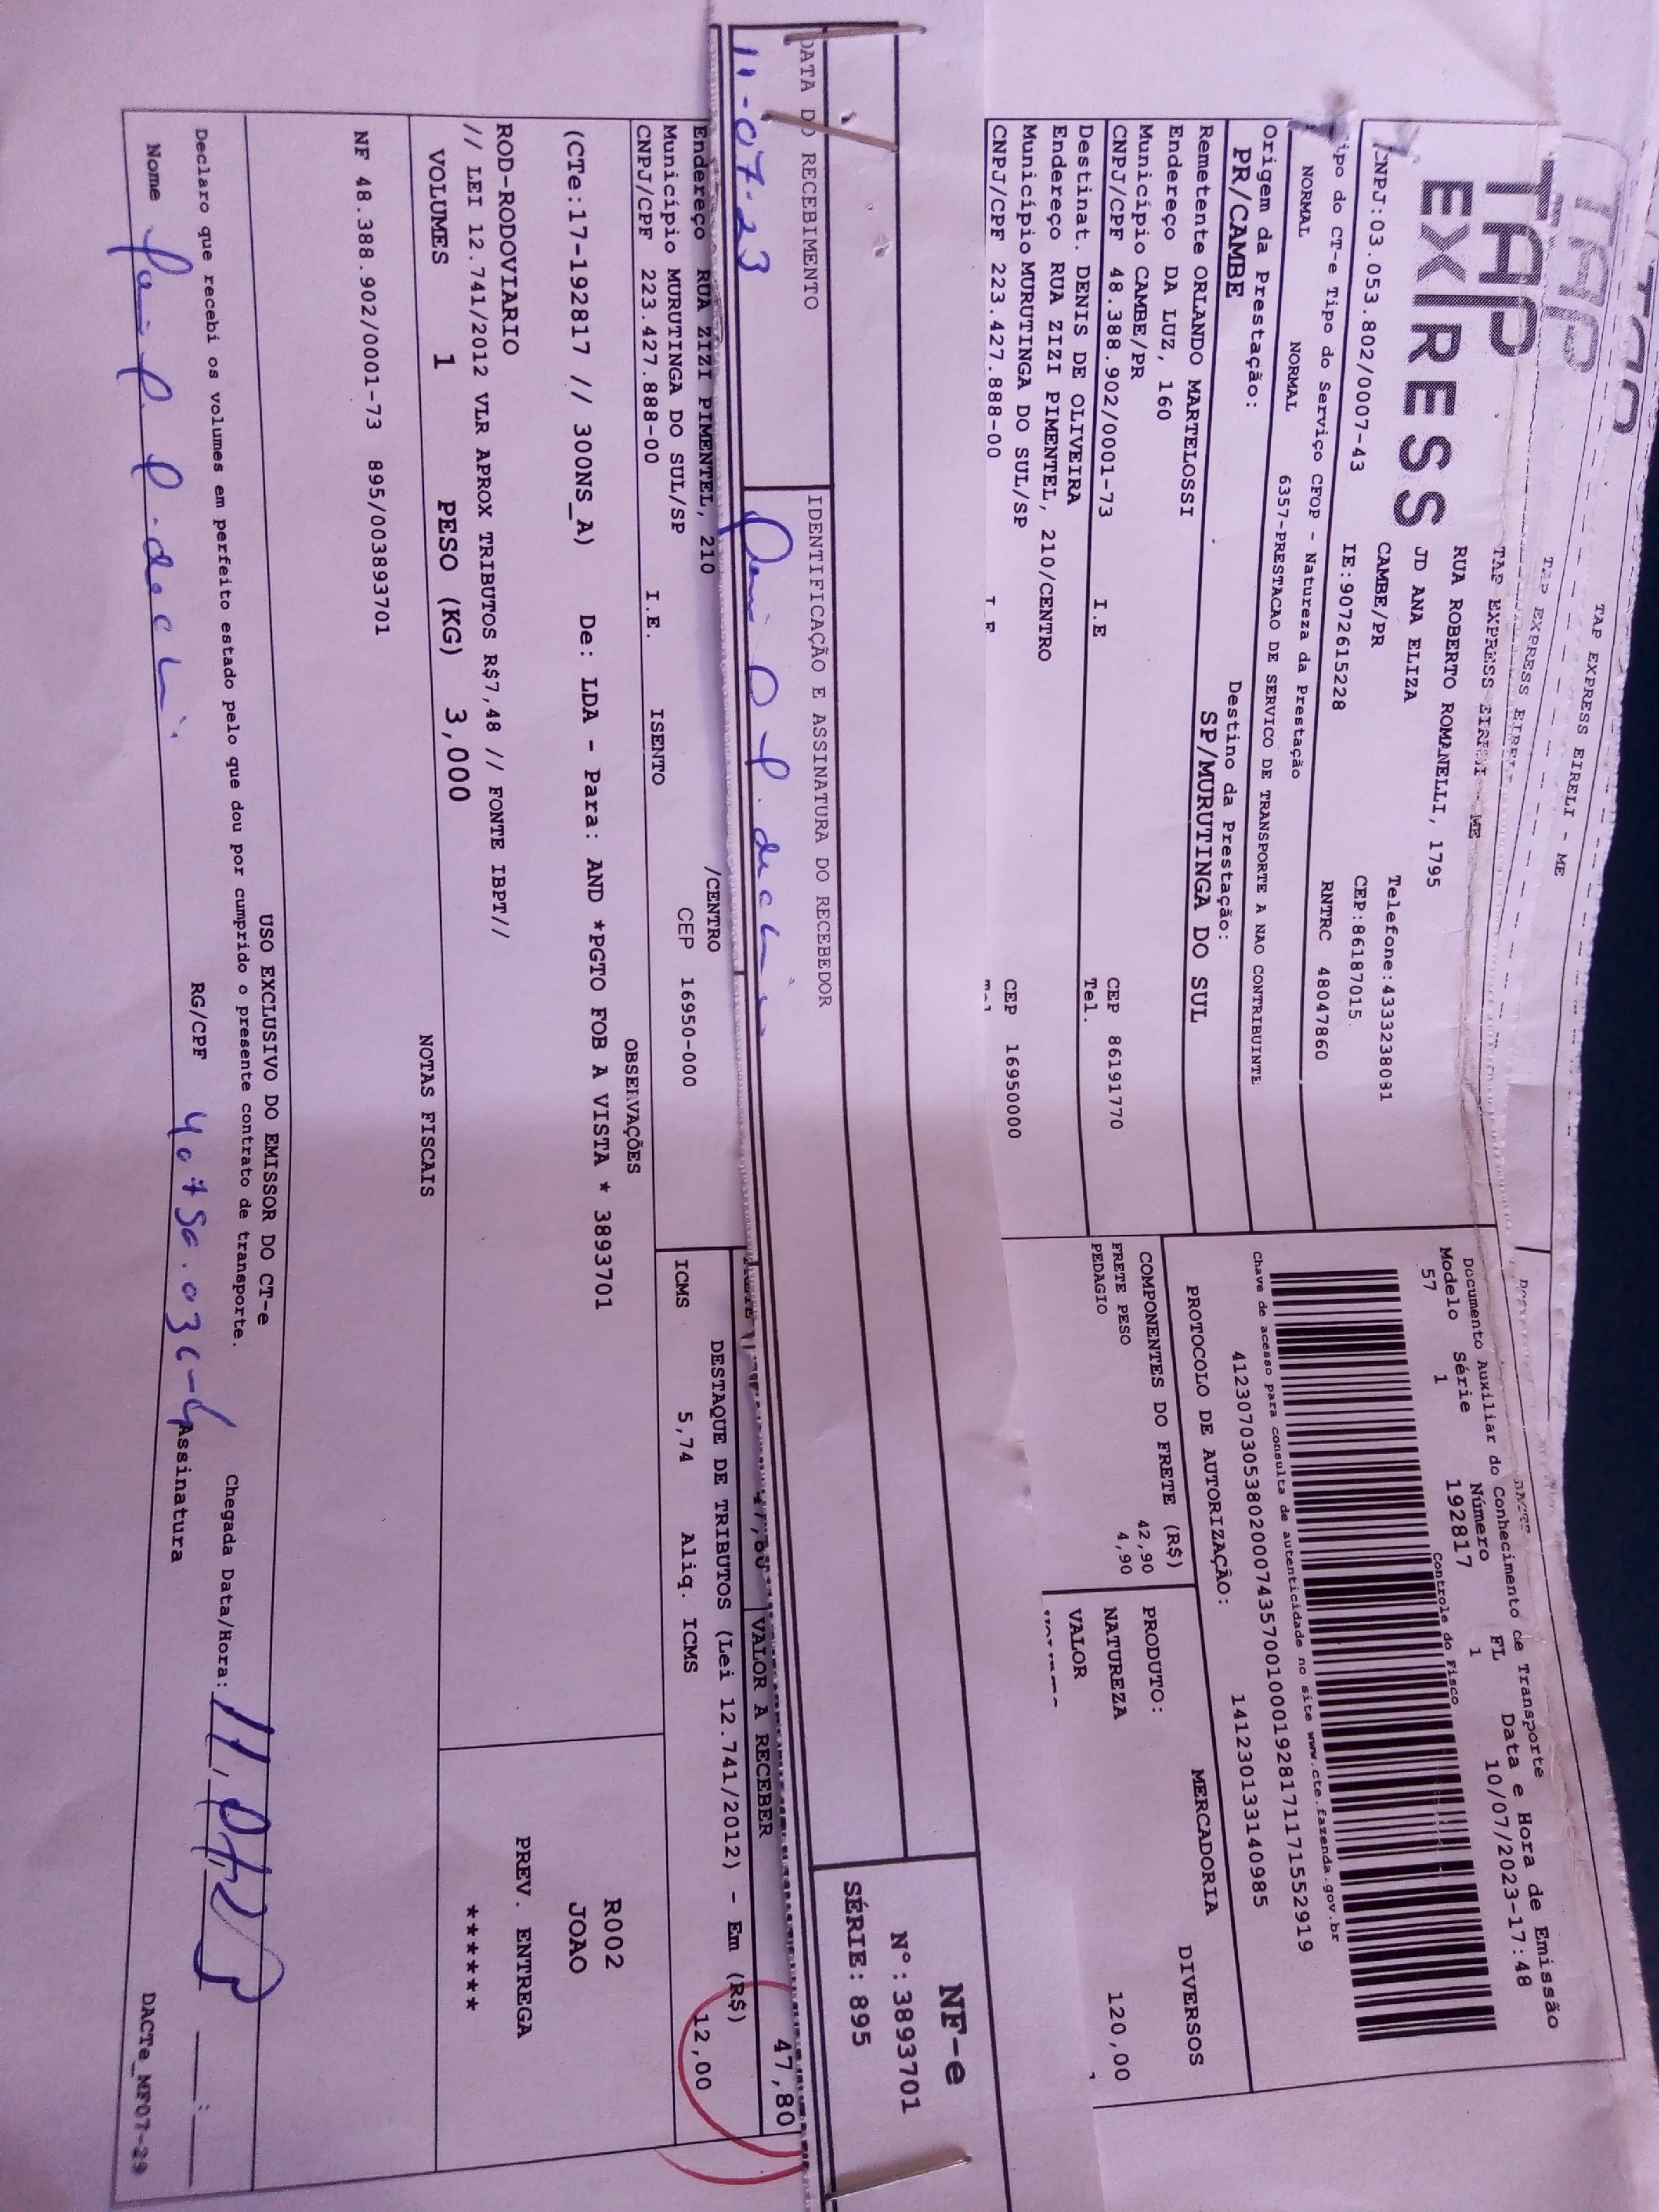 TAP EXPRESS EIRELI - ME
TAP
TAP EXPRESS EIRELI
TAP EXPRESS
TAP EXPRESS EIRELI - ME
RUA ROBERTO ROMANELLI, 1795
JD ANA ELIZA
CAMBE/PR
Telefone:4333238091
CEP:86187015
CNPJ:03.053.802/0007-43 IE:9072615228 RNTRC 48047860
Documento Auxiliar do Conhecimento de Transporte
Modelo Série Número FL Data e Hora de Emissão
57 1 192817 1 10/07/2023-17:48
Controle do Fisco
Chave de acesso para consulta de autenticidade no site www.cte.fazenda.gov.br
41230703053802000743570010001928171171552919
PROTOCOLO DE AUTORIZAÇÃO: 141230133140985
ipo do CT-e Tipo do Serviço CFOP - Natureza da Prestação
NORMAL NORMAL 6357-PRESTACAO DE SERVICO DE TRANSPORTE A NAO CONTRIBUINTE
Origem da Prestação: Destino da Prestação:
PR/CAMBE SP/MURUTINGA DO SUL
Remetente ORLANDO MARTELOSSI
Endereço DA LUZ, 160
Município CAMBE/PR CEP 86191770
CNPJ/CPF 48.388.902/0001-73 I.E Tel.
Destinat. DENIS DE OLIVEIRA
Endereço RUA ZIZI PIMENTEL, 210/CENTRO
Município MURUTINGA DO SUL/SP CEP 16950000
CNPJ/CPF 223.427.888-00
COMPONENTES DO FRETE (R$)
FRETE PESO 42,90
PEDAGIO 4,90
MERCADORIA
PRODUTO: DIVERSOS
NATUREZA
VALOR 120,00
NF-e
Nº:3893701
SÉRIE: 895
DATA DO RECEBIMENTO IDENTIFICAÇÃO E ASSINATURA DO RECEBEDOR
11-07-23
47,80 VALOR A RECEBER 47,80
Endereço RUA ZIZI PIMENTEL, 210 /CENTRO
Município MURUTINGA DO SUL/SP CEP 16950-000
CNPJ/CPF 223.427.888-00 I.E. ISENTO
DESTAQUE DE TRIBUTOS (Lei 12.741/2012) - Em (R$)
ICMS 5,74 Aliq. ICMS 12,00
OBSERVAÇÕES
(CTe:17-192817 // 300NS_A) De: LDA - Para: AND *PGTO FOB A VISTA * 3893701
R002
JOAO
ROD-RODOVIARIO
// LEI 12.741/2012 VLR APROX TRIBUTOS R$7,48 // FONTE IBPT//
PREV. ENTREGA
******
VOLUMES 1 PESO (KG) 3,000
NOTAS FISCAIS
NF 48.388.902/0001-73 895/003893701
USO EXCLUSIVO DO EMISSOR DO CT-e
Declaro que recebi os volumes em perfeito estado pelo que dou por cumprido o presente contrato de transporte.
Chegada Data/Hora: __:__
Nome RG/CPF Assinatura
DACTe_MF07-29